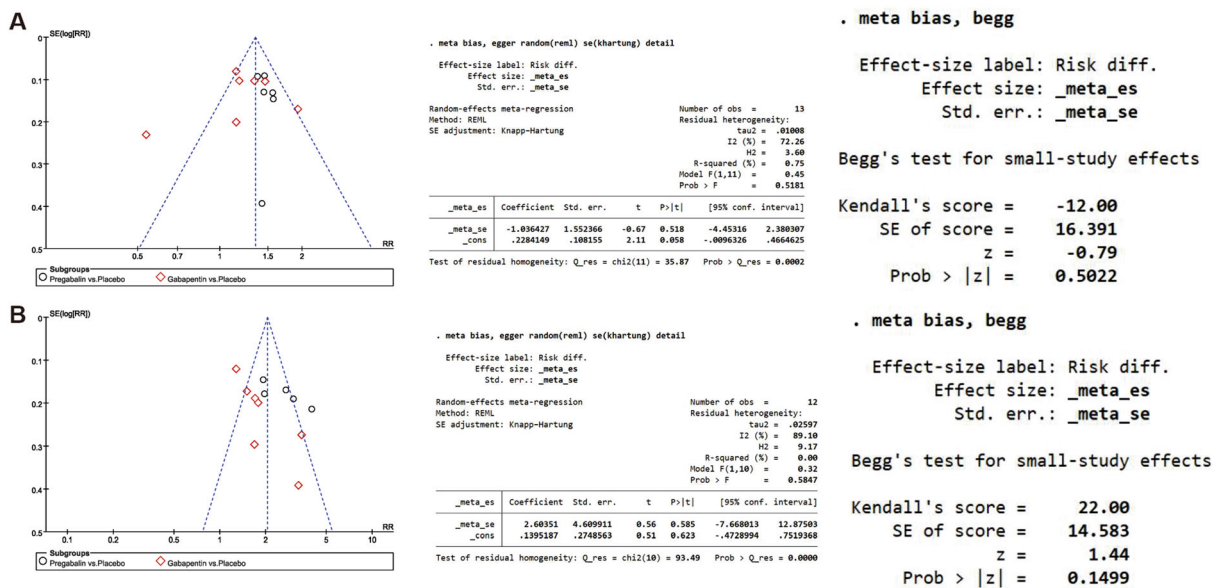 A
SE(log[RR])
0
0.1
0.2
0.3
0.4
0.5
0.5
0.7
1
1.5
2
RR
Subgroups
Pregabalin vs.Placebo
Gabapentin vs.Placebo
. meta bias, egger random(reml) se(khartung) detail
Effect-size label: Risk diff.
Effect size: _meta_es
Std. err.: _meta_se
Random-effects meta-regression Number of obs = 13
Method: REML Residual heterogeneity:
SE adjustment: Knapp-Hartung tau2 = .01008
I2 (%) = 72.26
H2 = 3.60
R-squared (%) = 0.75
Model F(1,11) = 0.45
Prob > F = 0.5181
_meta_es Coefficient Std. err. t P>|t| [95% conf. interval]
_meta_se -1.036427 1.552366 -0.67 0.518 -4.45316 2.380307
_cons .2284149 .108155 2.11 0.058 -.0096326 .4664625
Test of residual homogeneity: Q_res = chi2(11) = 35.87 Prob > Q_res = 0.0002
. meta bias, begg
Effect-size label: Risk diff.
Effect size: _meta_es
Std. err.: _meta_se
Begg's test for small-study effects
Kendall's score = -12.00
SE of score = 16.391
z = -0.79
Prob > |z| = 0.5022
B
SE(log[RR])
0
0.1
0.2
0.3
0.4
0.5
0.1
0.2
0.5
1
2
5
10
RR
Subgroups
Pregabalin vs.Placebo
Gabapentin vs.Placebo
. meta bias, egger random(reml) se(khartung) detail
Effect-size label: Risk diff.
Effect size: _meta_es
Std. err.: _meta_se
Random-effects meta-regression Number of obs = 12
Method: REML Residual heterogeneity:
SE adjustment: Knapp-Hartung tau2 = .02597
I2 (%) = 89.10
H2 = 9.17
R-squared (%) = 0.00
Model F(1,10) = 0.32
Prob > F = 0.5847
_meta_es Coefficient Std. err. t P>|t| [95% conf. interval]
_meta_se 2.60351 4.609911 0.56 0.585 -7.668013 12.87503
_cons .1395187 .2748563 0.51 0.623 -.4728994 .7519368
Test of residual homogeneity: Q_res = chi2(10) = 93.49 Prob > Q_res = 0.0000
. meta bias, begg
Effect-size label: Risk diff.
Effect size: _meta_es
Std. err.: _meta_se
Begg's test for small-study effects
Kendall's score = 22.00
SE of score = 14.583
z = 1.44
Prob > |z| = 0.1499